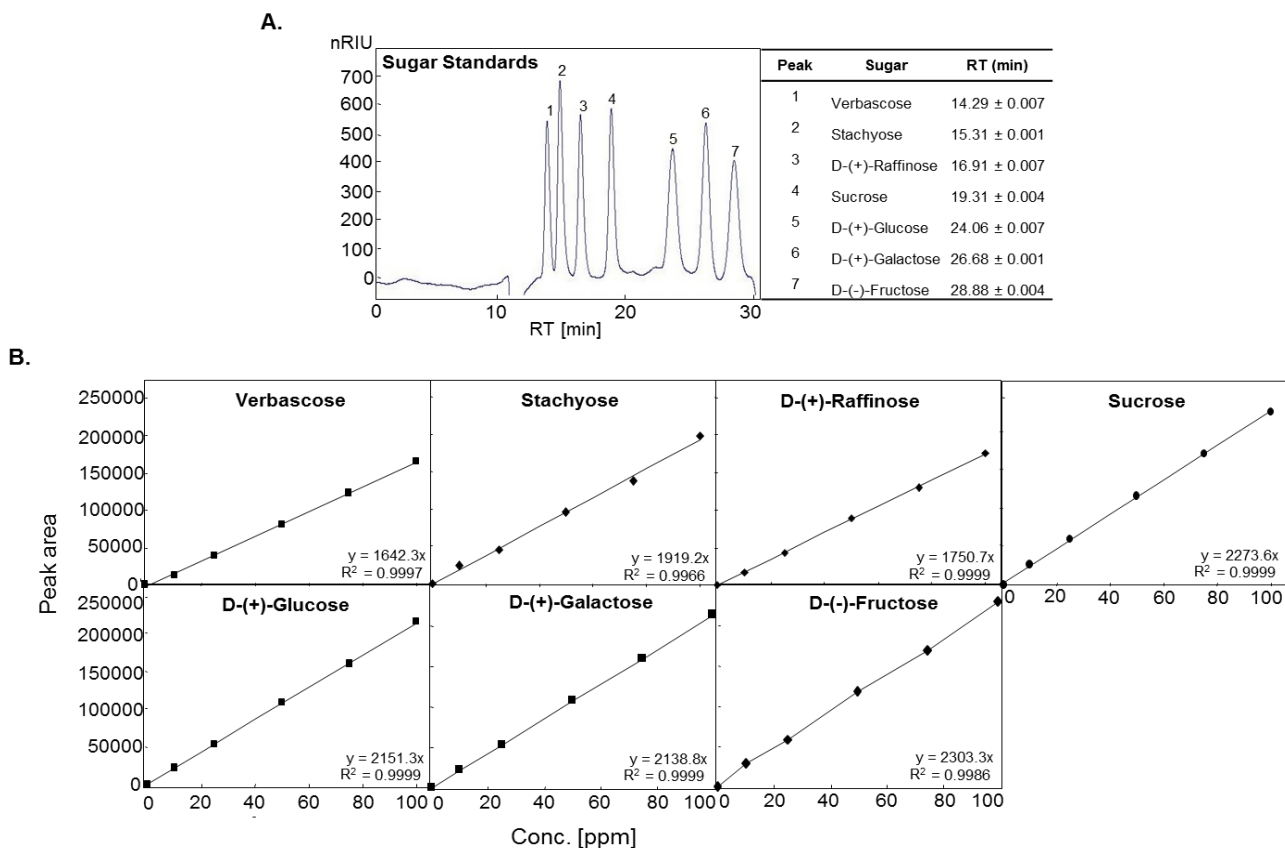 A.
nRIU
Sugar Standards
700
600
500
400
300
200
100
0
1
2
3
4
5
6
7
0
10
20
30
RT [min]
Peak Sugar RT (min)
1 Verbascose 14.29 ± 0.007
2 Stachyose 15.31 ± 0.001
3 D-(+)-Raffinose 16.91 ± 0.007
4 Sucrose 19.31 ± 0.004
5 D-(+)-Glucose 24.06 ± 0.007
6 D-(+)-Galactose 26.68 ± 0.001
7 D-(-)-Fructose 28.88 ± 0.004
B.
Peak area
250000
200000
150000
100000
50000
0
Verbascose
y = 1642.3x
R² = 0.9997
Stachyose
y = 1919.2x
R² = 0.9966
D-(+)-Raffinose
y = 1750.7x
R² = 0.9999
Sucrose
y = 2273.6x
R² = 0.9999
0 20 40 60 80 100
250000
200000
150000
100000
50000
0
D-(+)-Glucose
y = 2151.3x
R² = 0.9999
D-(+)-Galactose
y = 2138.8x
R² = 0.9999
D-(-)-Fructose
y = 2303.3x
R² = 0.9986
0 20 40 60 80 100
0 20 40 60 80 100
0 20 40 60 80 100
Conc. [ppm]